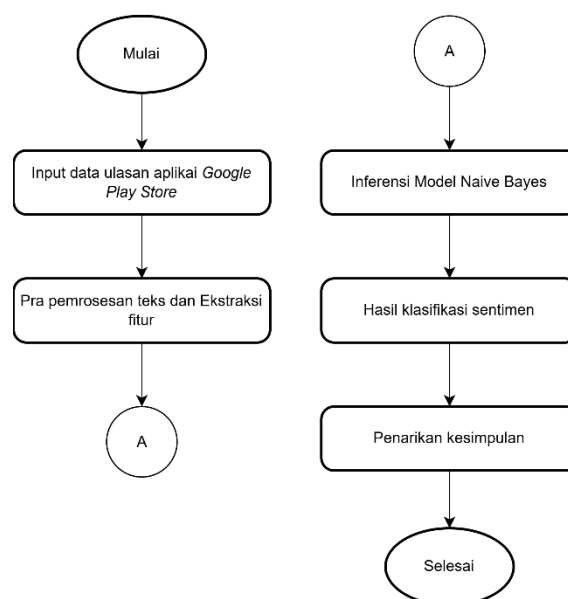 Mulai
Input data ulasan aplikai Google
Play Store
Pra pemrosesan teks dan Ekstraksi
fitur
A
A
Inferensi Model Naive Bayes
Hasil klasifikasi sentimen
Penarikan kesimpulan
Selesai